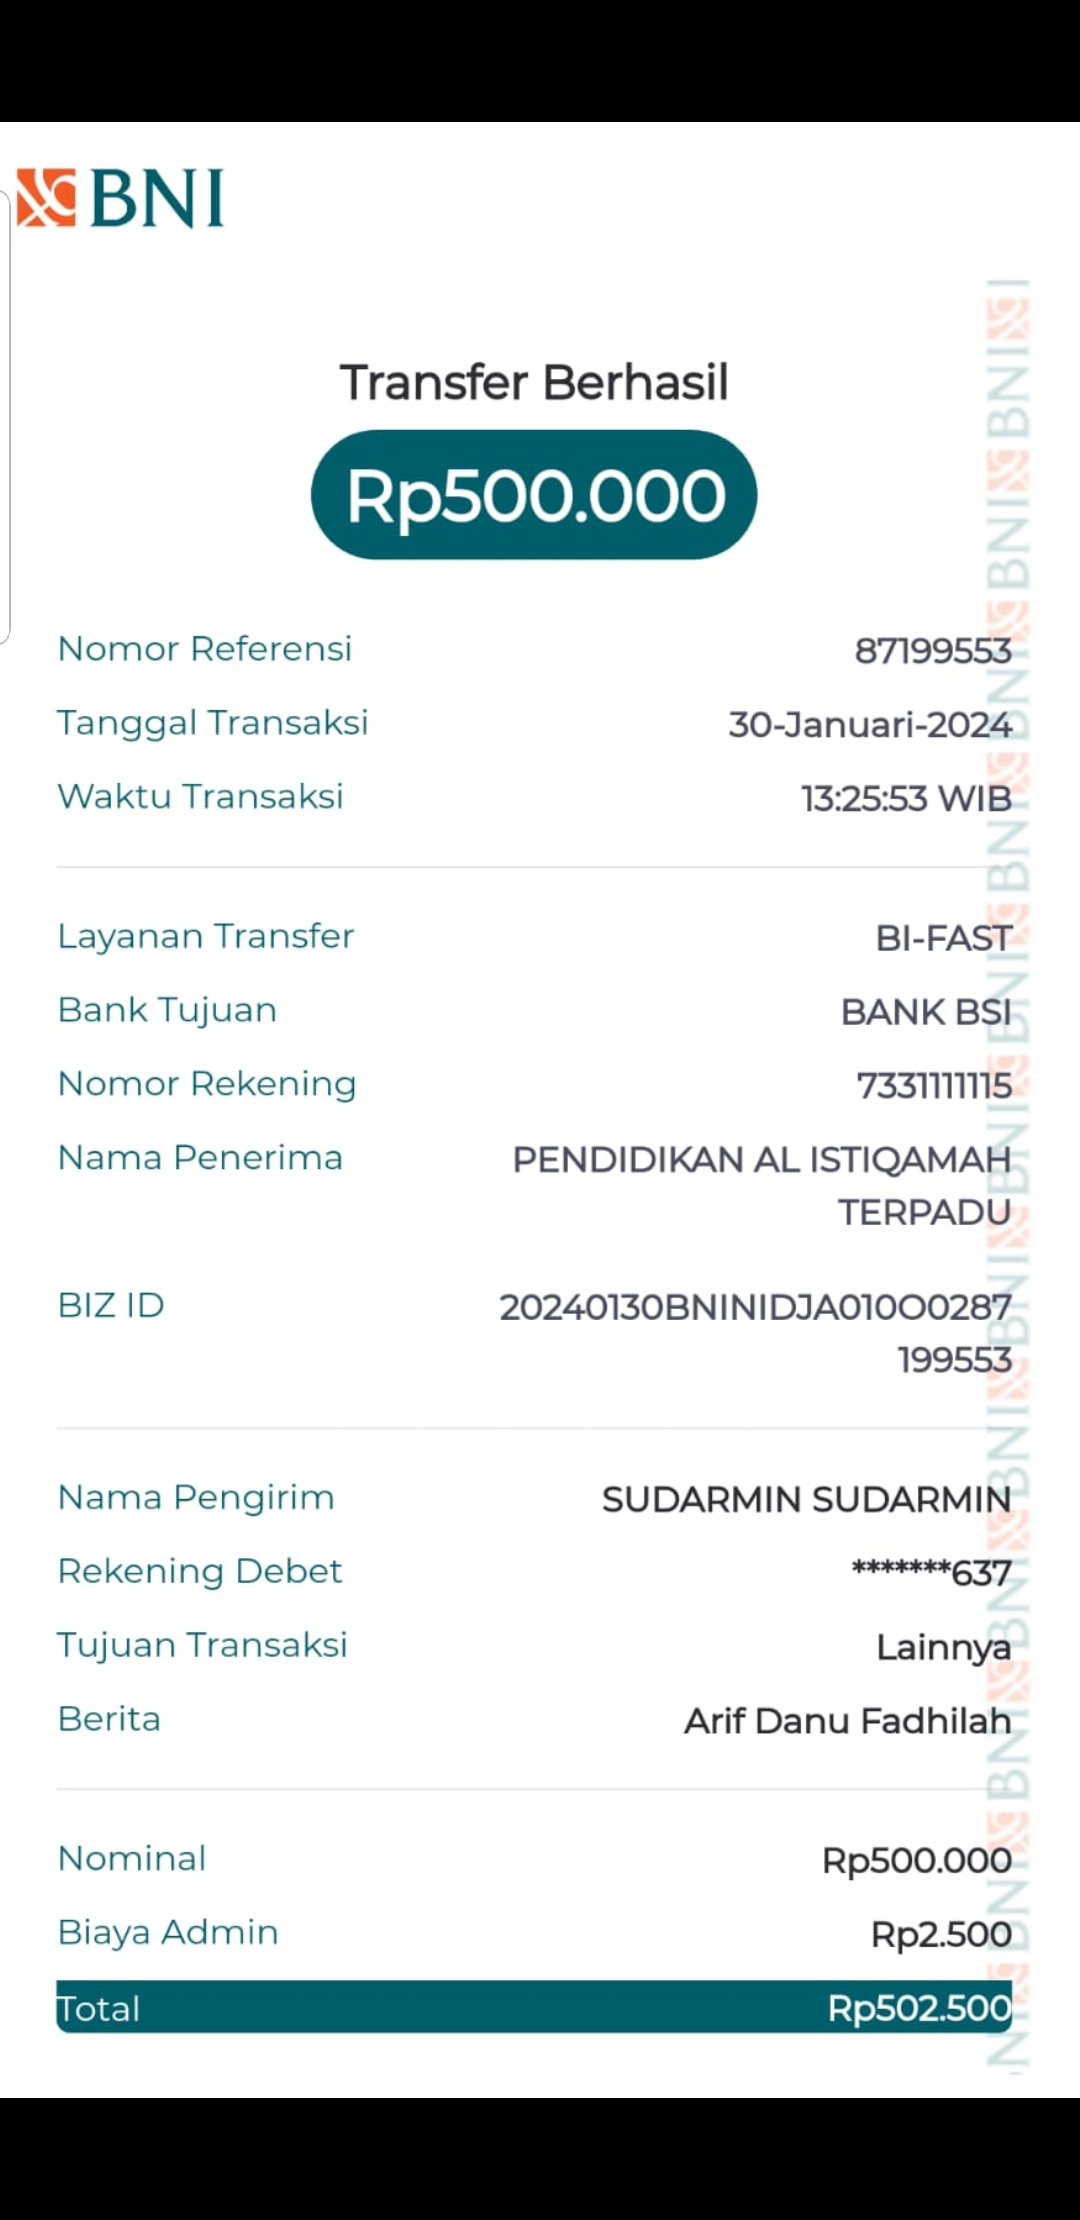 BNI
Transfer Berhasil
Rp500.000
Nomor Referensi 87199553
Tanggal Transaksi 30-Januari-2024
Waktu Transaksi 13:25:53 WIB
Layanan Transfer BI-FAST
Bank Tujuan BANK BSI
Nomor Rekening 7331111115
Nama Penerima PENDIDIKAN AL ISTIQAMAH
TERPADU
BIZ ID 20240130BNINIDJA010O0287
199553
Nama Pengirim SUDARMIN SUDARMIN
Rekening Debet *******637
Tujuan Transaksi Lainnya
Berita Arif Danu Fadhilah
Nominal Rp500.000
Biaya Admin Rp2.500
Total Rp502.500
BNI BNI BNI BNI BNI BNI BNI BNI BNI BNI BNI BNI